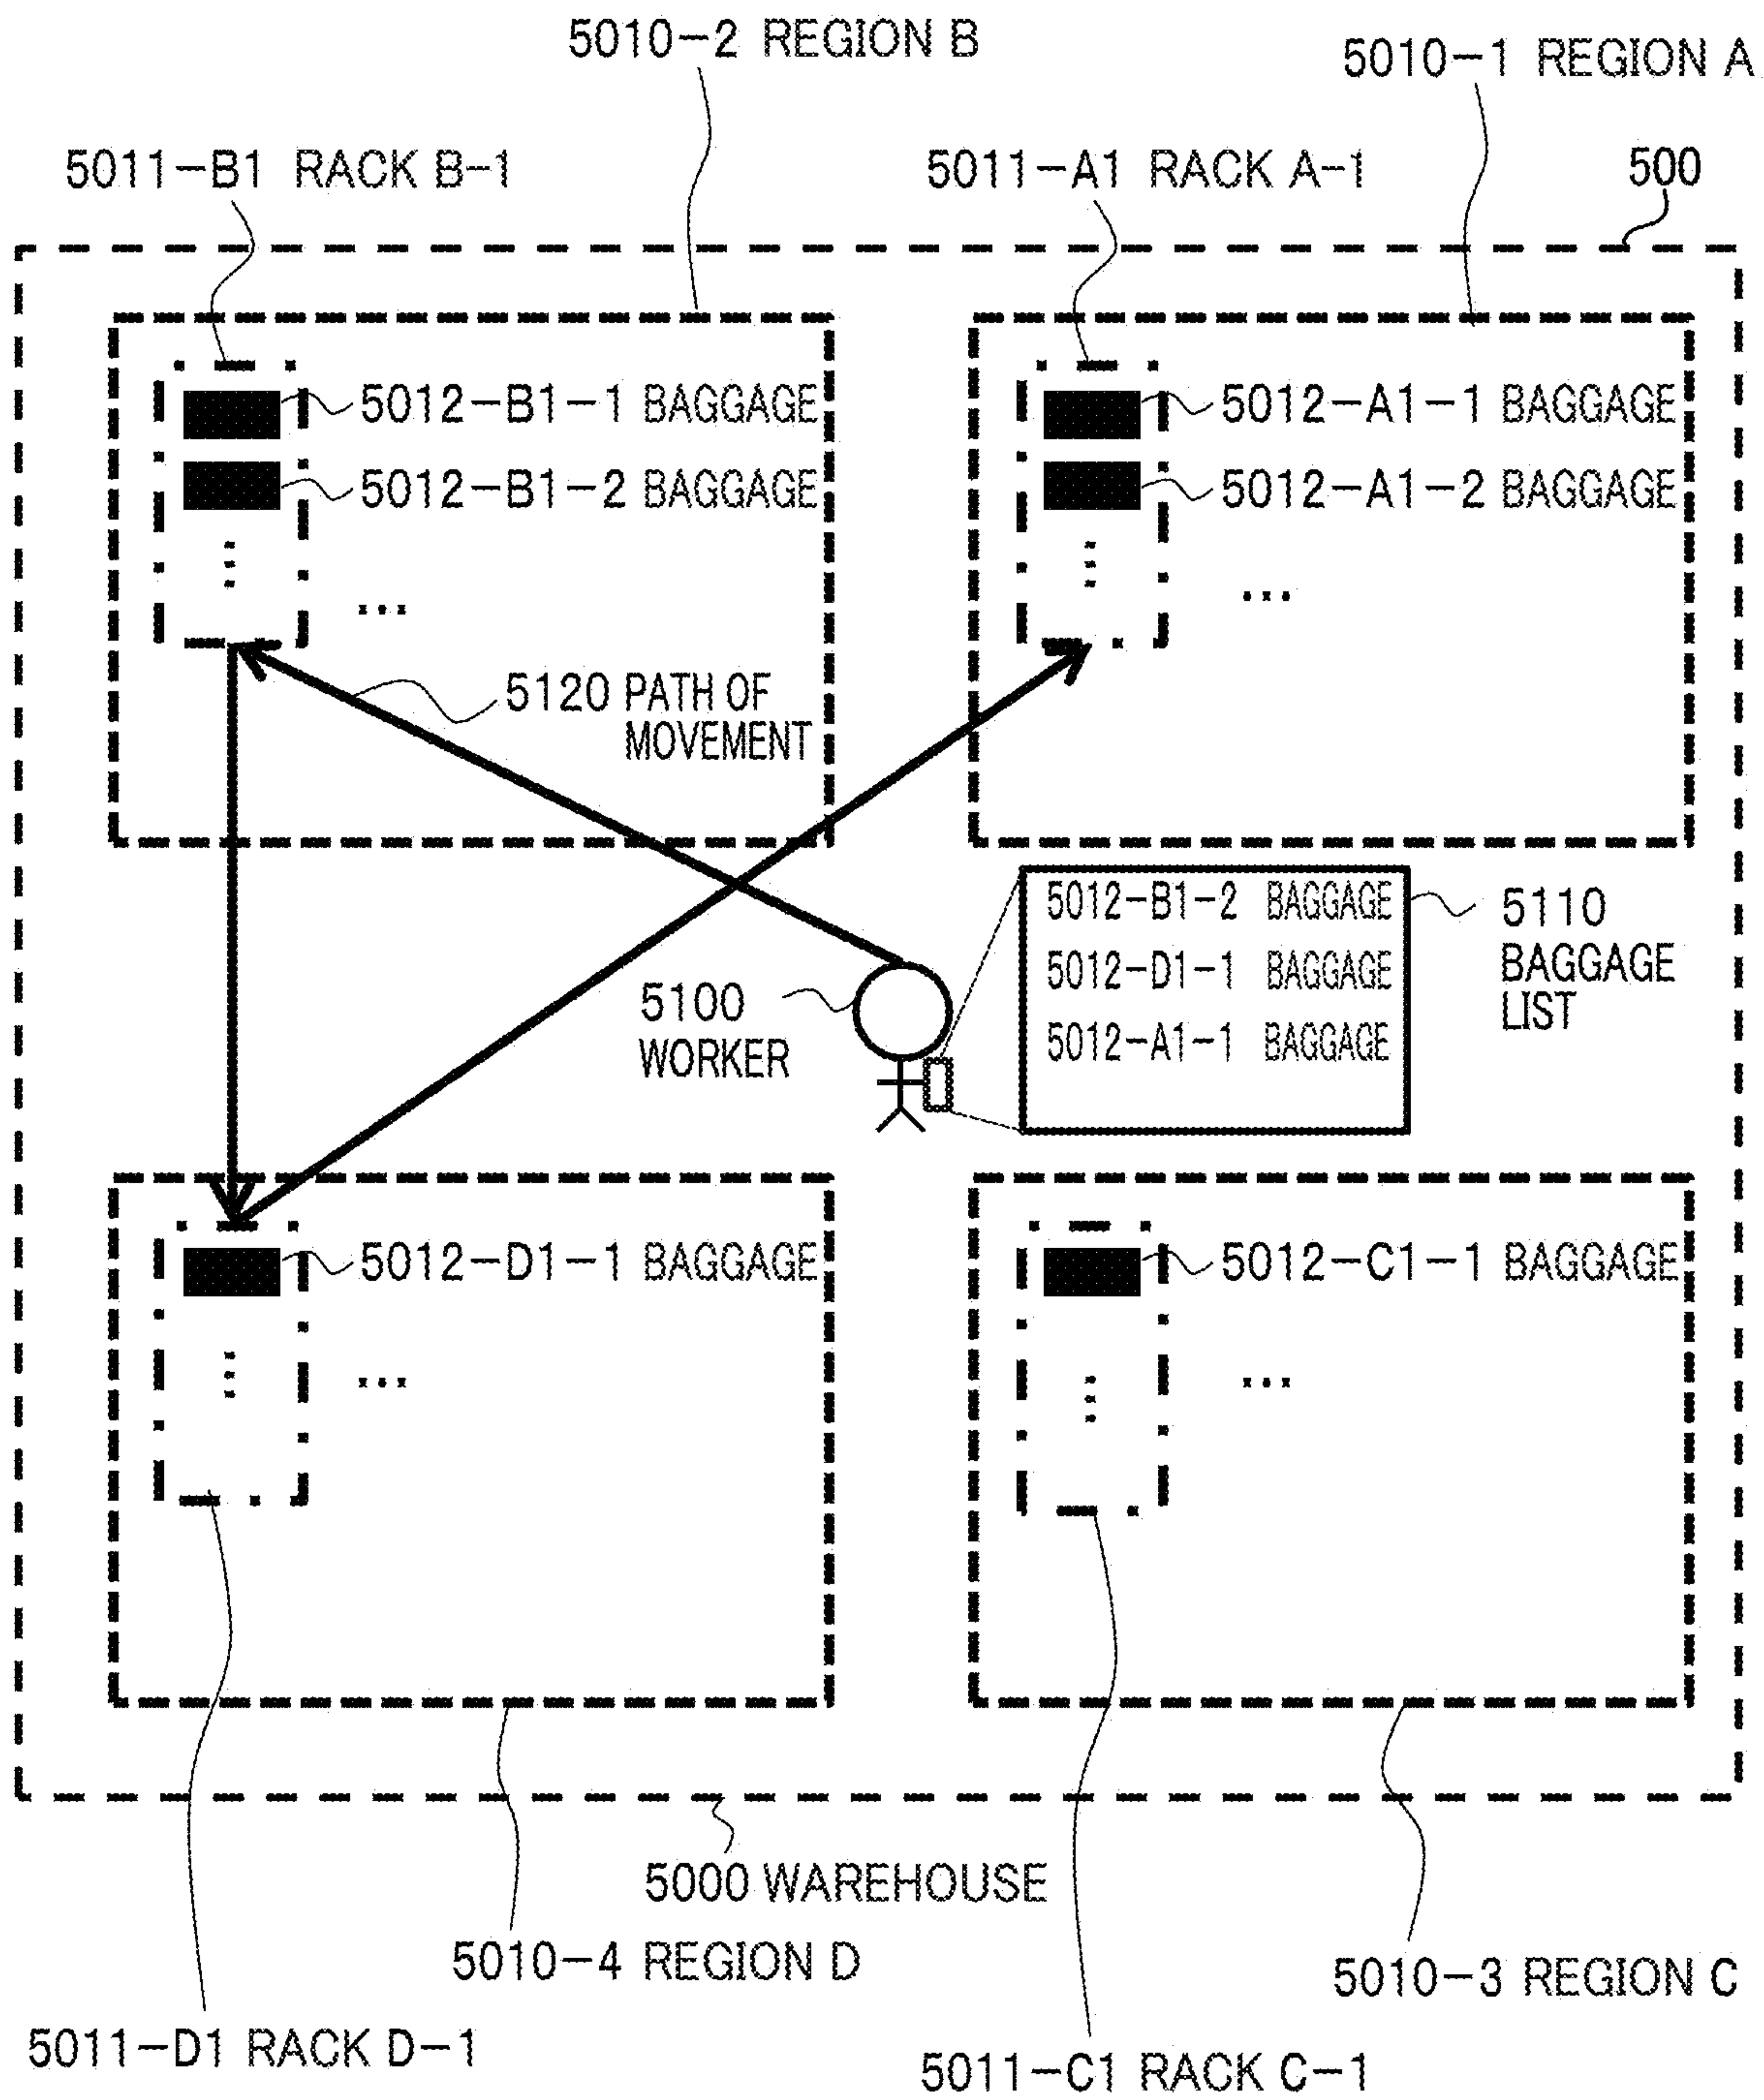 5010-2 REGION B
5010-1 REGION A
5011-B1 RACK B-1
5011-A1 RACK A-1
500
5012-B1-1 BAGGAGE
5012-A1-1 BAGGAGE
5012-B1-2 BAGGAGE
5012-A1-2 BAGGAGE
...
...
5120 PATH OF
MOVEMENT
5012-B1-2 BAGGAGE
5012-D1-1 BAGGAGE
5012-A1-1 BAGGAGE
5110
BAGGAGE
LIST
5100
WORKER
5012-D1-1 BAGGAGE
5012-C1-1 BAGGAGE
...
...
5000 WAREHOUSE
5010-4 REGION D
5010-3 REGION C
5011-D1 RACK D-1
5011-C1 RACK C-1